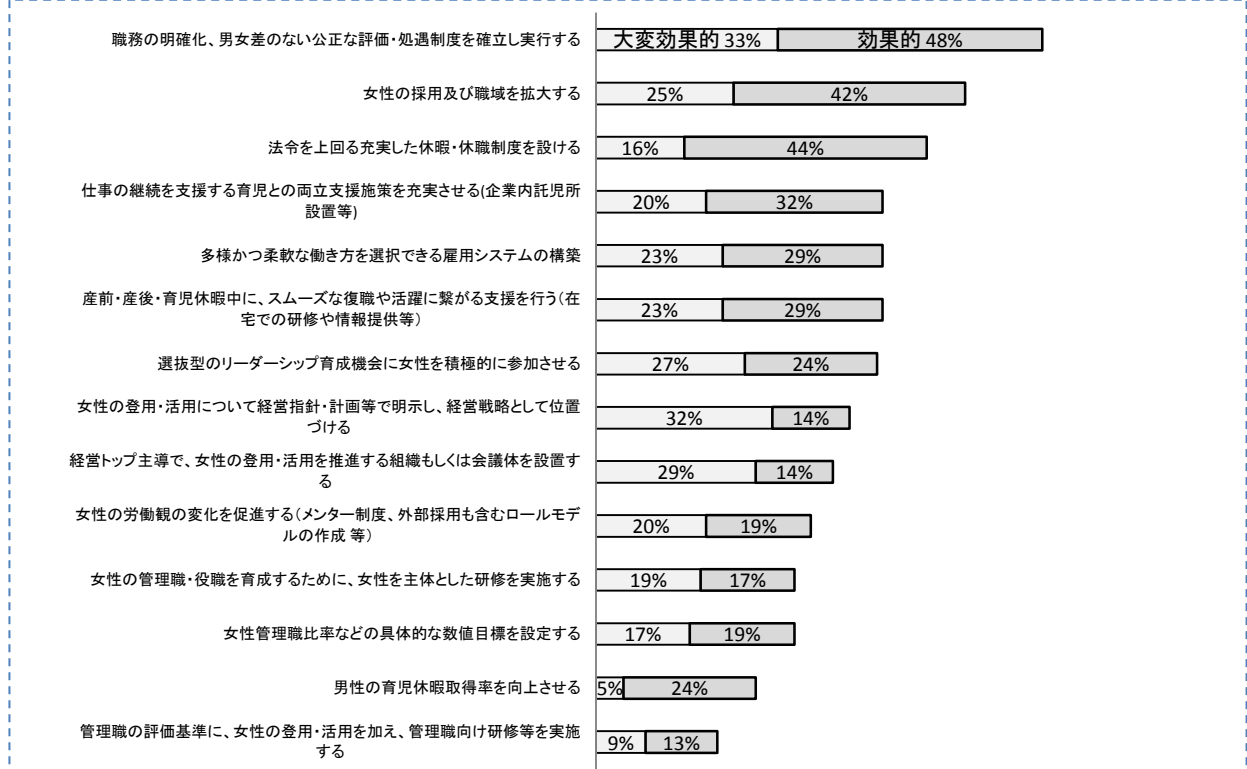 職務の明確化、男女差のない公正な評価・処遇制度を確立し実行する
大変効果的 33%
効果的 48%
女性の採用及び職域を拡大する
25%
42%
法令を上回る充実した休暇・休職制度を設ける
16%
44%
仕事の継続を支援する育児との両立支援施策を充実させる(企業内託児所
設置等)
20%
32%
多様かつ柔軟な働き方を選択できる雇用システムの構築
23%
29%
産前・産後・育児休暇中に、スムーズな復職や活躍に繋がる支援を行う(在
宅での研修や情報提供等)
23%
29%
選抜型のリーダーシップ育成機会に女性を積極的に参加させる
27%
24%
女性の登用・活用について経営指針・計画等で明示し、経営戦略として位置
づける
32%
14%
経営トップ主導で、女性の登用・活用を推進する組織もしくは会議体を設置す
る
29%
14%
女性の労働観の変化を促進する(メンター制度、外部採用も含むロールモデ
ルの作成 等)
20%
19%
女性の管理職・役職を育成するために、女性を主体とした研修を実施する
19%
17%
女性管理職比率などの具体的な数値目標を設定する
17%
19%
男性の育児休暇取得率を向上させる
5%
24%
管理職の評価基準に、女性の登用・活用を加え、管理職向け研修等を実施
する
9%
13%